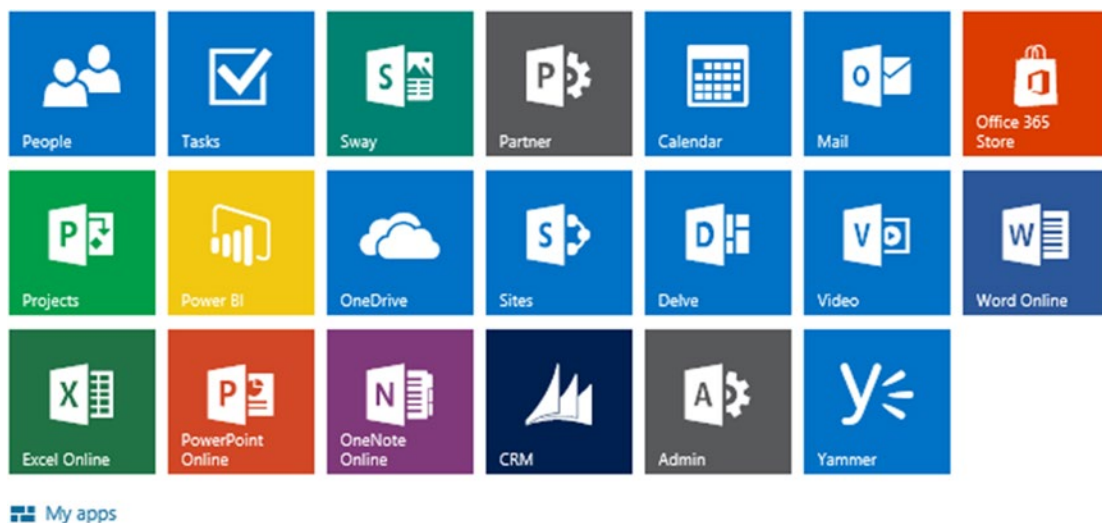 People
Tasks
S
Sway
P
Partner
Calendar
O
Mail
Office 365
Store
P
Projects
Power BI
OneDrive
S
Sites
D
Delve
V
Video
W
Word Online
X
Excel Online
P
PowerPoint
Online
N
OneNote
Online
CRM
A
Admin
y
Yammer
My apps